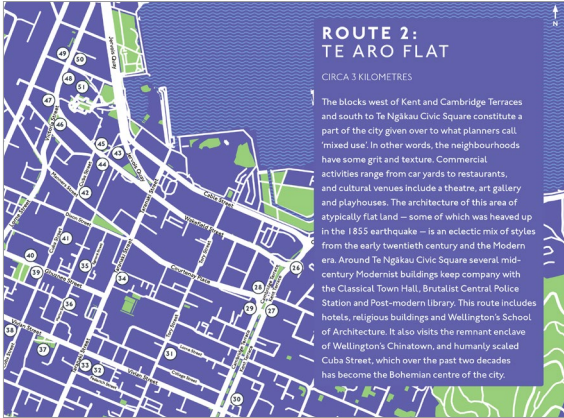 N
ROUTE 2:
TE ARO FLAT
CIRCA 3 KILOMETRES
The blocks west of Kent and Cambridge Terraces
and south to Te Ngākau Civic Square constitute a
part of the city given over to what planners call
‘mixed use’. In other words, the neighbourhoods
have some grit and texture. Commercial
activities range from car yards to restaurants,
and cultural venues include a theatre, art gallery
and playhouses. The architecture of this area of
atypically flat land – some of which was heaved up
in the 1855 earthquake – is an eclectic mix of styles
from the early twentieth century and the Modern
era. Around Te Ngākau Civic Square several mid-
century Modernist buildings keep company with
the Classical Town Hall, Brutalist Central Police
Station and Post-modern library. This route includes
hotels, religious buildings and Wellington’s School
of Architecture. It also visits the remnant enclave
of Wellington’s Chinatown, and humanly scaled
Cuba Street, which over the past two decades
has become the Bohemian centre of the city.
Jervois Quay
49
50
48
51
47
Victoria Street
46
45
43
44
Jervois Quay
42
Cable Street
Wakefield Street
41
40
39
35
34
Ghuznee Street
Courtenay Place
26
28
29
27
36
38
37
Vivian Street
33
32
31
Vivian Street
30